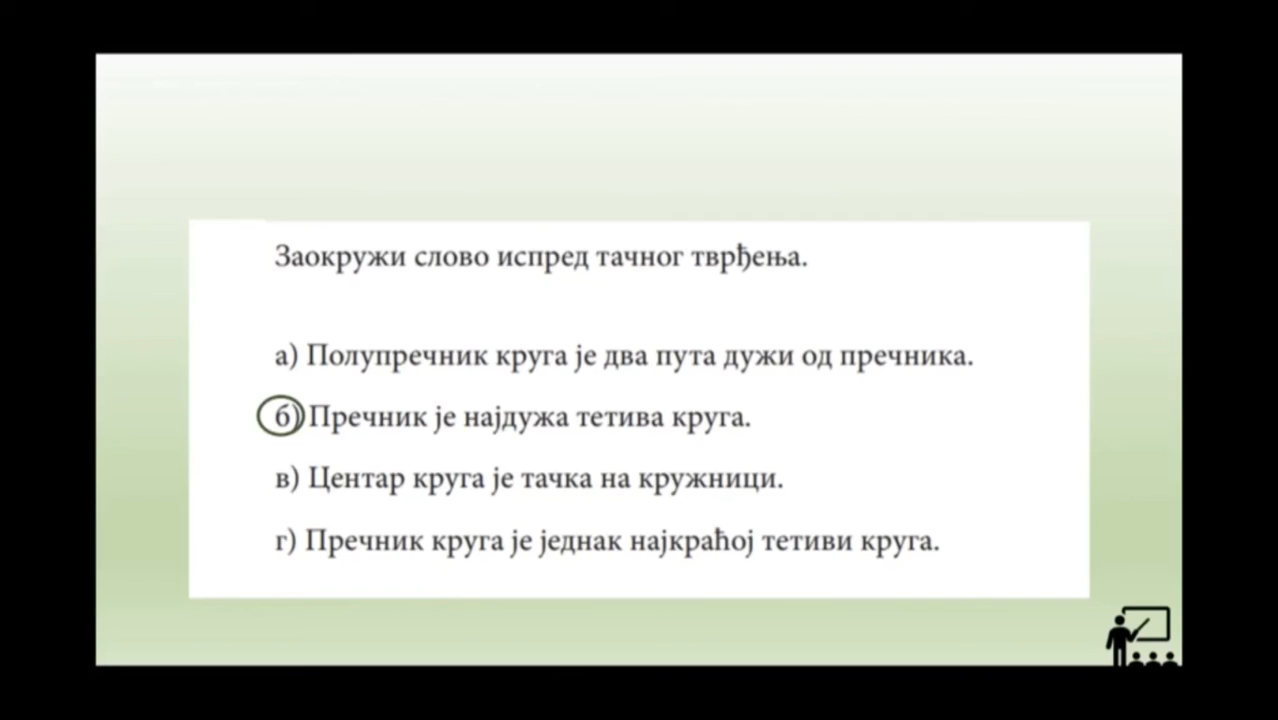 Заокружи слово испред тачног тврђења.
а) Полупречник круга је два пута дужи од пречника.
б) Пречник је најдужа тетива круга.
в) Центар круга је тачка на кружници.
г) Пречник круга је једнак најкраћој тетиви круга.